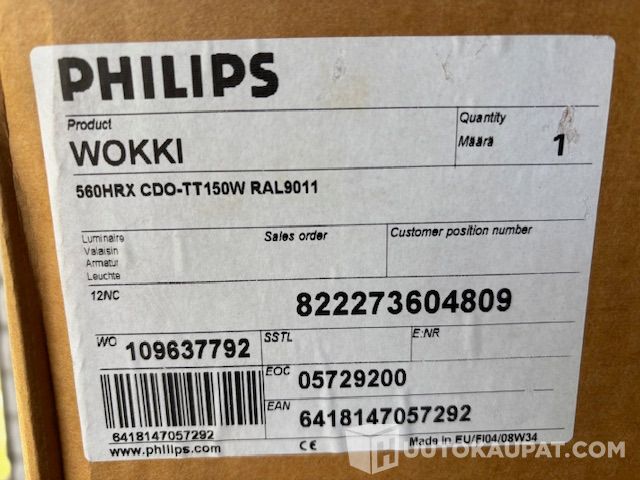 PHILIPS
Product
WOKKI
Quantity
Määrä 1
560HRX CDO-TT150W RAL9011
Luminaire
Valaisin
Armatur
Leuchte
Sales order
Customer position number
12NC 822273604809
WO 109637792
SSTL
E:NR
EOC 05729200
EAN 6418147057292
6418147057292
www.philips.com
CE
Made in EU/FI04/08W34
HUUTOKAUPAT.COM